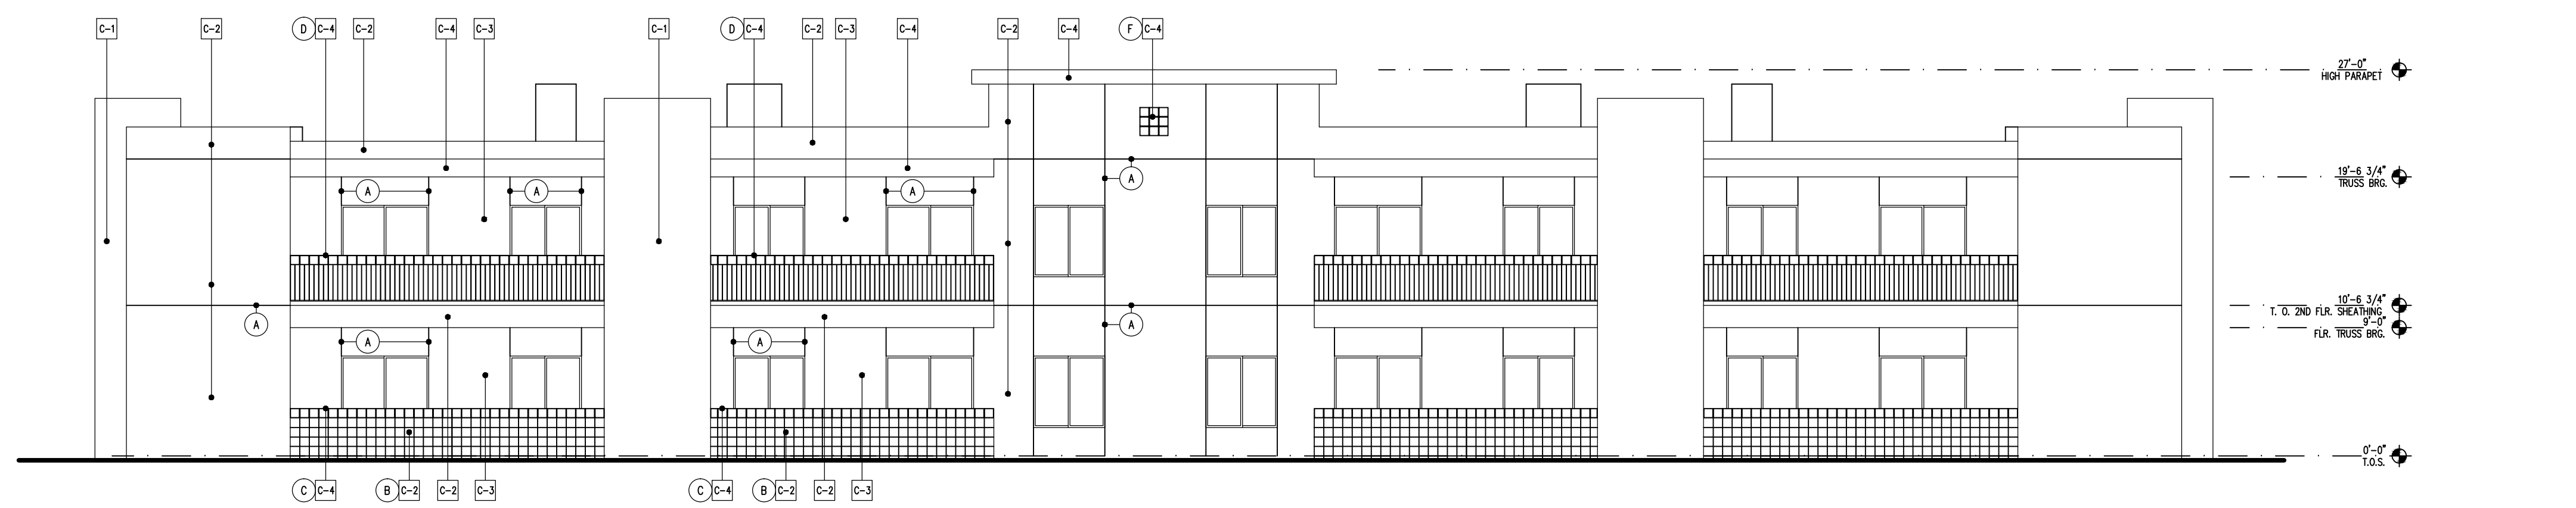 C-1 C-2 D C-4 C-2 C-4 C-3 C-1 D C-4 C-2 C-3 C-4 C-2 C-4 F C-4
27'-0"
HIGH PARAPET
19'-6 3/4"
TRUSS BRG.
A A A A
10'-6 3/4"
T. O. 2ND FLR. SHEATHING
A A
9'-0"
FLR. TRUSS BRG.
A A
0'-0"
T.O.S.
C C-4 B C-2 C-2 C-3 C C-4 B C-2 C-2 C-3